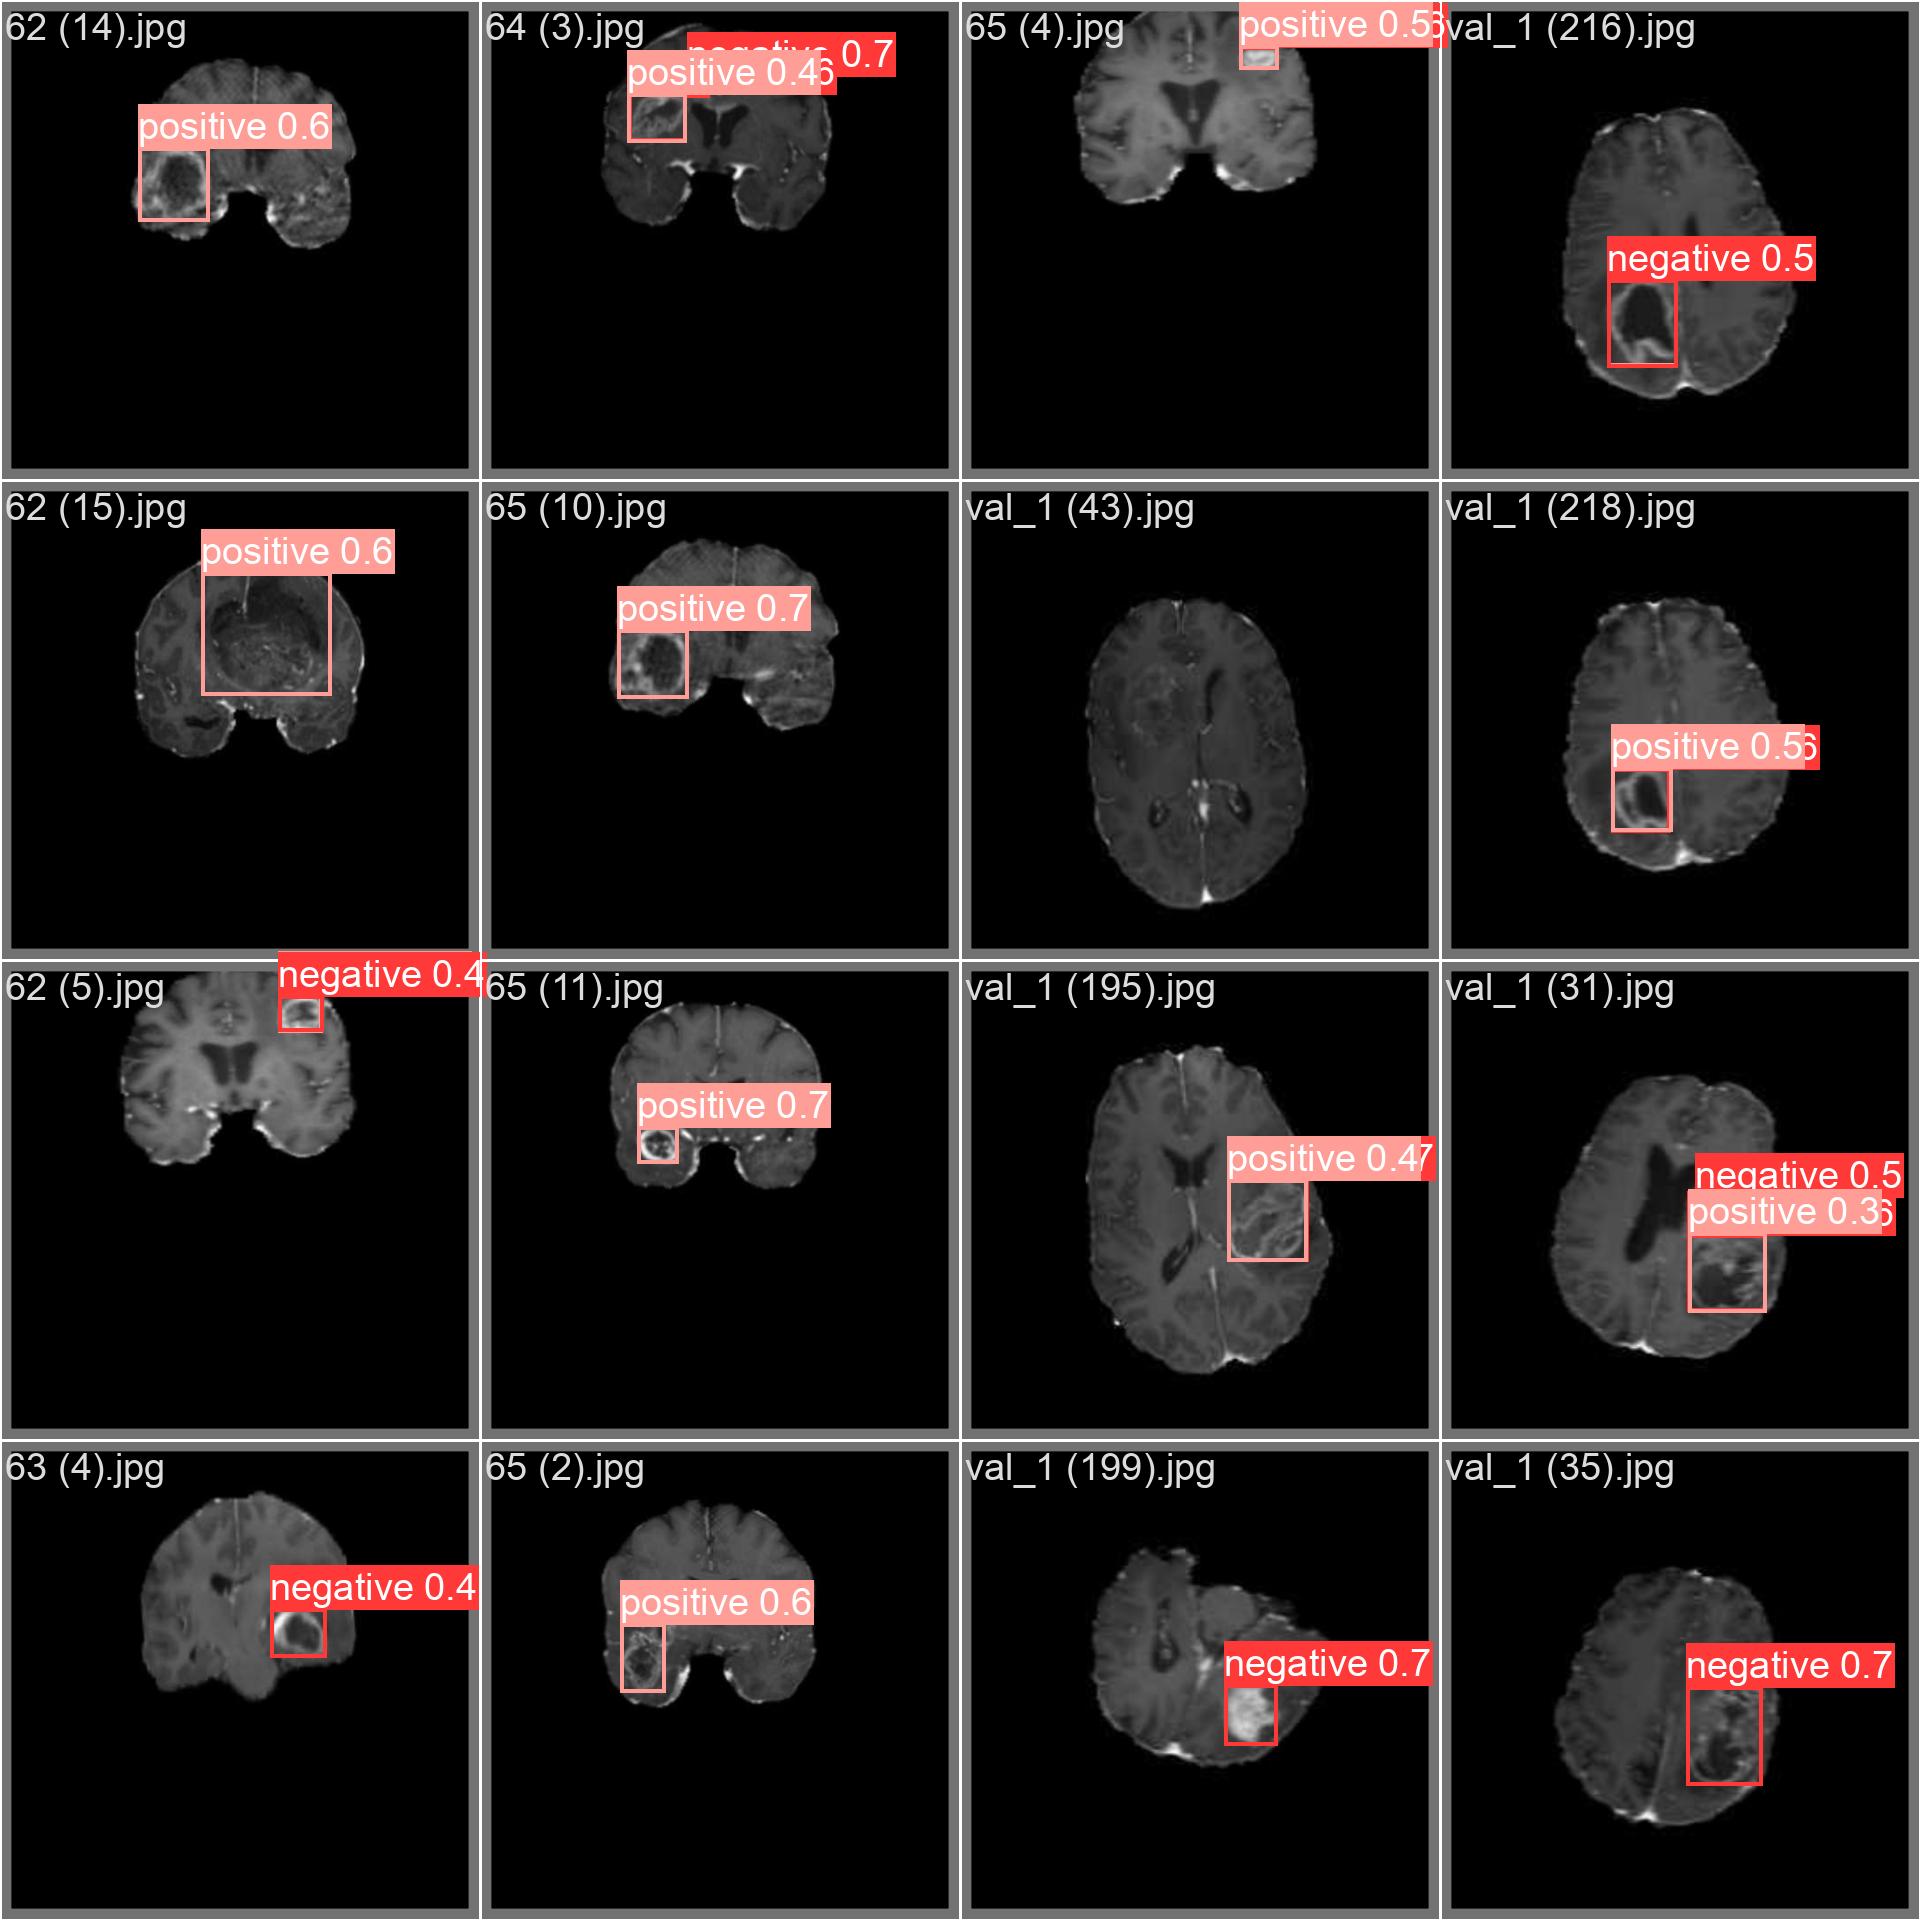 62 (14).jpg
positive 0.6
64 (3).jpg
negative 0.7
positive 0.4
6
65 (4).jpg
positive 0.5
val_1 (216).jpg
negative 0.5
62 (15).jpg
positive 0.6
65 (10).jpg
positive 0.7
val_1 (43).jpg
val_1 (218).jpg
positive 0.5
6
62 (5).jpg
negative 0.4
65 (11).jpg
positive 0.7
val_1 (195).jpg
positive 0.4
7
val_1 (31).jpg
negative 0.5
positive 0.3
6
63 (4).jpg
negative 0.4
65 (2).jpg
positive 0.6
val_1 (199).jpg
negative 0.7
val_1 (35).jpg
negative 0.7